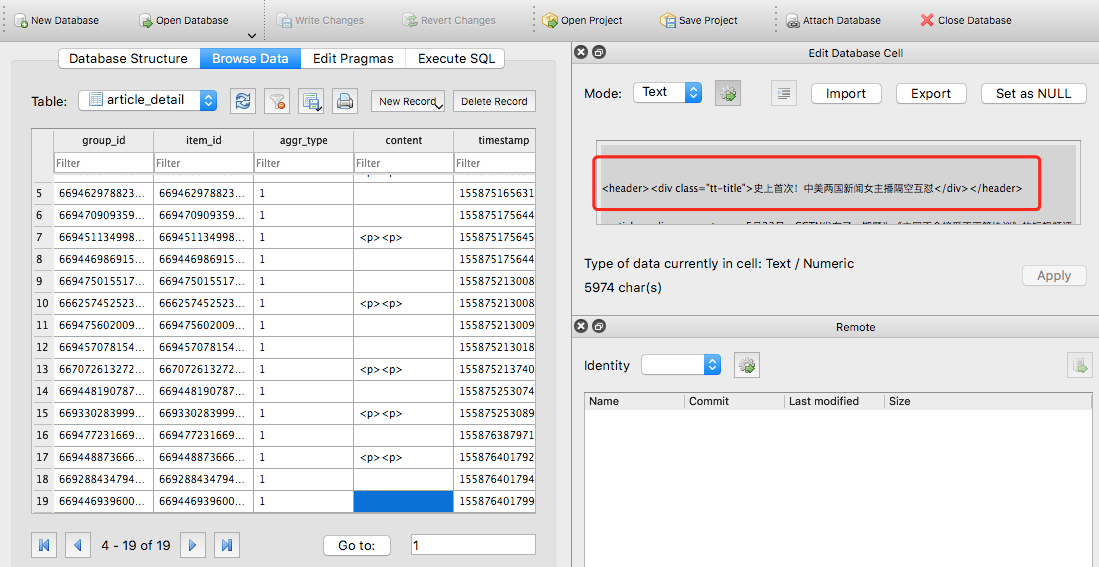 New Database
Open Database
Write Changes
Revert Changes
Open Project
Save Project
Attach Database
Close Database
Database Structure
Browse Data
Edit Pragmas
Execute SQL
Table:
article_detail
New Record
Delete Record
group_id item_id aggr_type content timestamp
Filter Filter Filter Filter Filter
5 669462978823... 669462978823... 1 155875165631
6 669470909359... 669470909359... 1 155875175644
7 669451134998... 669451134998... 1 <p><p> 155875175645
8 669446986915... 669446986915... 1 155875175644
9 669475015517... 669475015517... 1 155875213008
10 666257452523... 666257452523... 1 <p><p> 155875213008
11 669475602009... 669475602009... 1 155875213009
12 669457078154... 669457078154... 1 155875213018
13 667072613272... 667072613272... 1 <p><p> 155875213740
14 669448190787... 669448190787... 1 155875253074
15 669330283999... 669330283999... 1 <p><p> 155875253089
16 669477231669... 669477231669... 1 155876387971
17 669448873666... 669448873666... 1 <p><p> 155876401792
18 669288434794... 669288434794... 1 155876401794
19 669446939600... 669446939600... 1 155876401799
4 - 19 of 19
Go to:
1
Edit Database Cell
Mode:
Text
Import
Export
Set as NULL
<header><div class="tt-title">史上首次！中美两国新闻女主播隔空互怼</div></header>
Type of data currently in cell: Text / Numeric
5974 char(s)
Apply
Remote
Identity
Name Commit Last modified Size